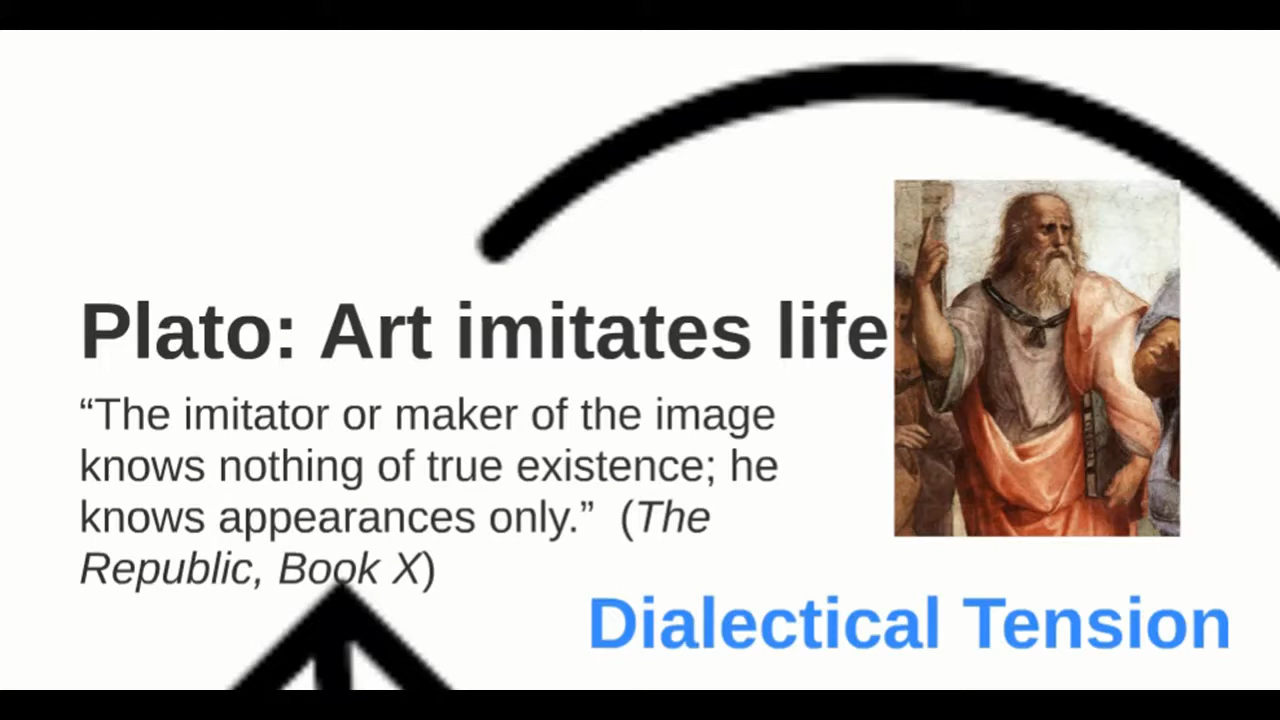 Plato: Art imitates life
“The imitator or maker of the image
knows nothing of true existence; he
knows appearances only.”  (The
Republic, Book X)
Dialectical Tension